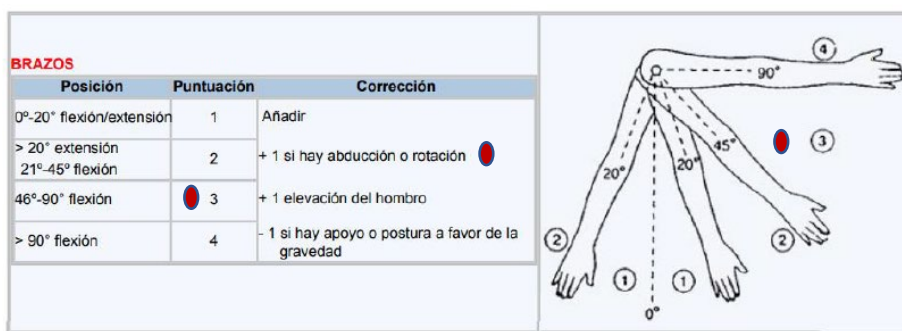 BRAZOS
Posición Puntuación Corrección
0º-20° flexión/extensión 1 Añadir
> 20° extensión
21º-45º flexión 2 + 1 si hay abducción o rotación
46º-90° flexión 3 + 1 elevación del hombro
> 90° flexión 4 - 1 si hay apoyo o postura a favor de la
gravedad
4
90°
3
45°
20°
20°
2
2
1
1
0°